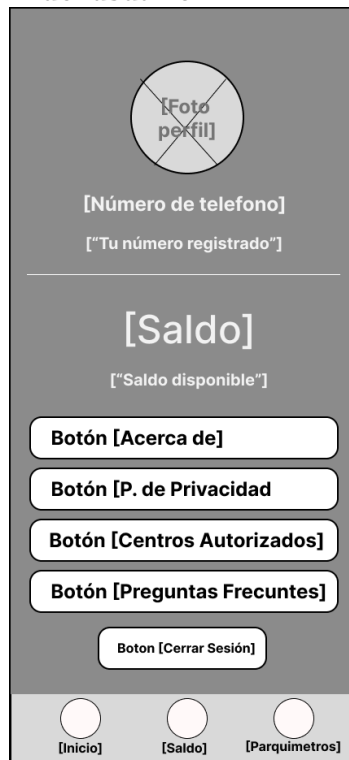 [Foto
perfil]
[Número de telefono]
["Tu número registrado"]
[Saldo]
["Saldo disponible"]
Botón [Acerca de]
Botón [P. de Privacidad
Botón [Centros Autorizados]
Botón [Preguntas Frecuntes]
Boton [Cerrar Sesión]
[Inicio] [Saldo] [Parquimetros]